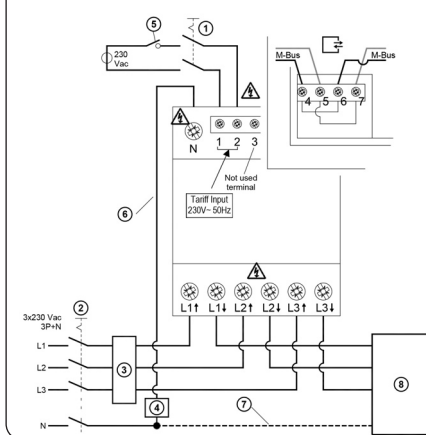 5
1
230
Vac
M-Bus
M-Bus
4 5 6 7
N
1 2 3
Not used
terminal
Tariff Input
230V~ 50Hz
6
2
3x230 Vac
3P+N
L1↑ L1↓ L2↑ L2↓ L3↑ L3↓
L1
L2
L3
3
8
4
7
N